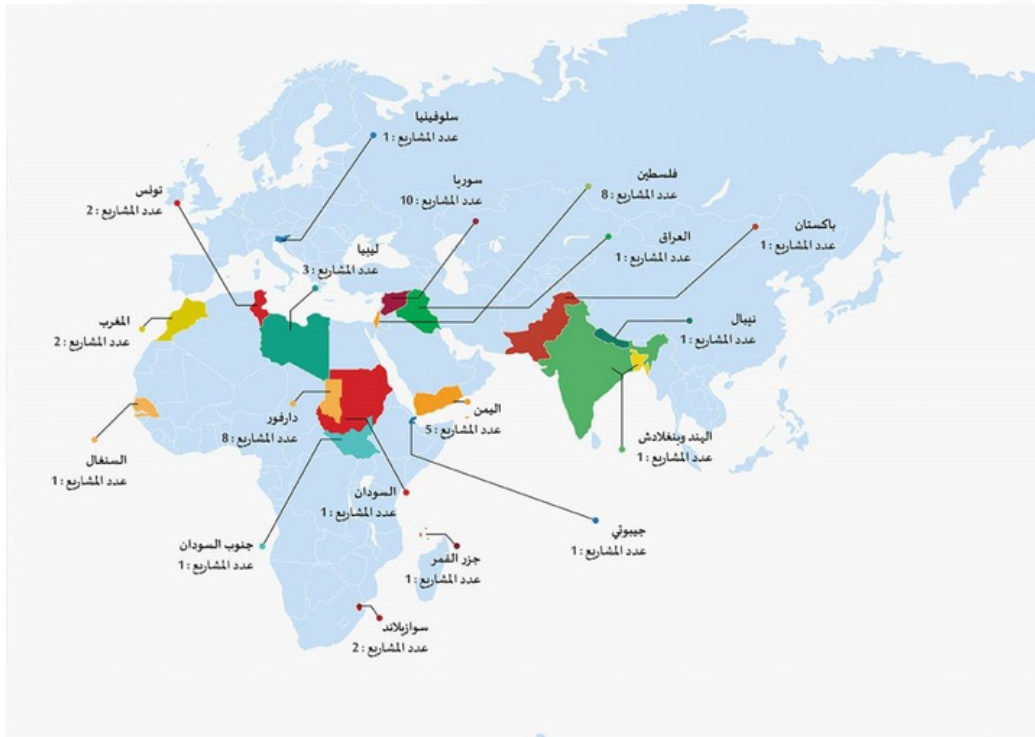 سلوفينيا
عدد المشاريع : 1
فلسطين
عدد المشاريع : 8
سوريا
عدد المشاريع : 10
تونس
عدد المشاريع : 2
باكستان
عدد المشاريع : 1
العراق
عدد المشاريع : 1
ليبيا
عدد المشاريع : 3
المغرب
عدد المشاريع : 2
نيبال
عدد المشاريع : 1
اليمن
عدد المشاريع : 5
دارفور
عدد المشاريع : 8
الهند وبنغلادش
عدد المشاريع : 1
السنغال
عدد المشاريع : 1
السودان
عدد المشاريع : 1
جيبوتي
عدد المشاريع : 1
جنوب السودان
عدد المشاريع : 1
جزر القمر
عدد المشاريع : 1
سوازيلاند
عدد المشاريع : 2